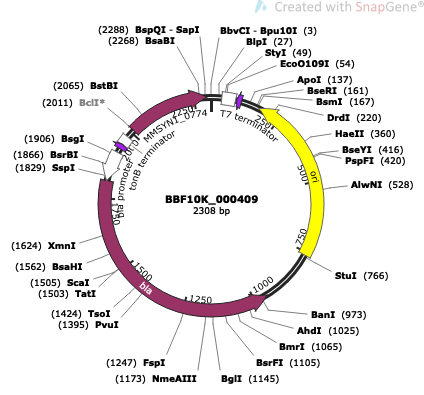 Created with SnapGene®
(2288) BspQI - SapI
(2268) BsaBI
(2065) BstBI
(2011) BclI*
(1906) BsgI
(1866) BsrBI
(1829) SspI
(1624) XmnI
(1562) BsaHI
(1505) ScaI
(1503) TatI
(1424) TsoI
(1395) PvuI
(1247) FspI
(1173) NmeAIII
BbvCI - Bpu10I (3)
BlpI (27)
StyI (49)
EcoO109I (54)
ApoI (137)
BseRI (161)
BsmI (167)
DrdI (220)
HaeII (360)
BseYI (416)
PspFI (420)
AlwNI (528)
StuI (766)
BanI (973)
AhdI (1025)
BmrI (1065)
BsrFI (1105)
BglI (1145)
T7 terminator
MMSYN1_0774
tonB terminator
bla promoter
ori
bla
250
500
750
1000
1250
1500
1750
2250
BBF10K_000409
2308 bp